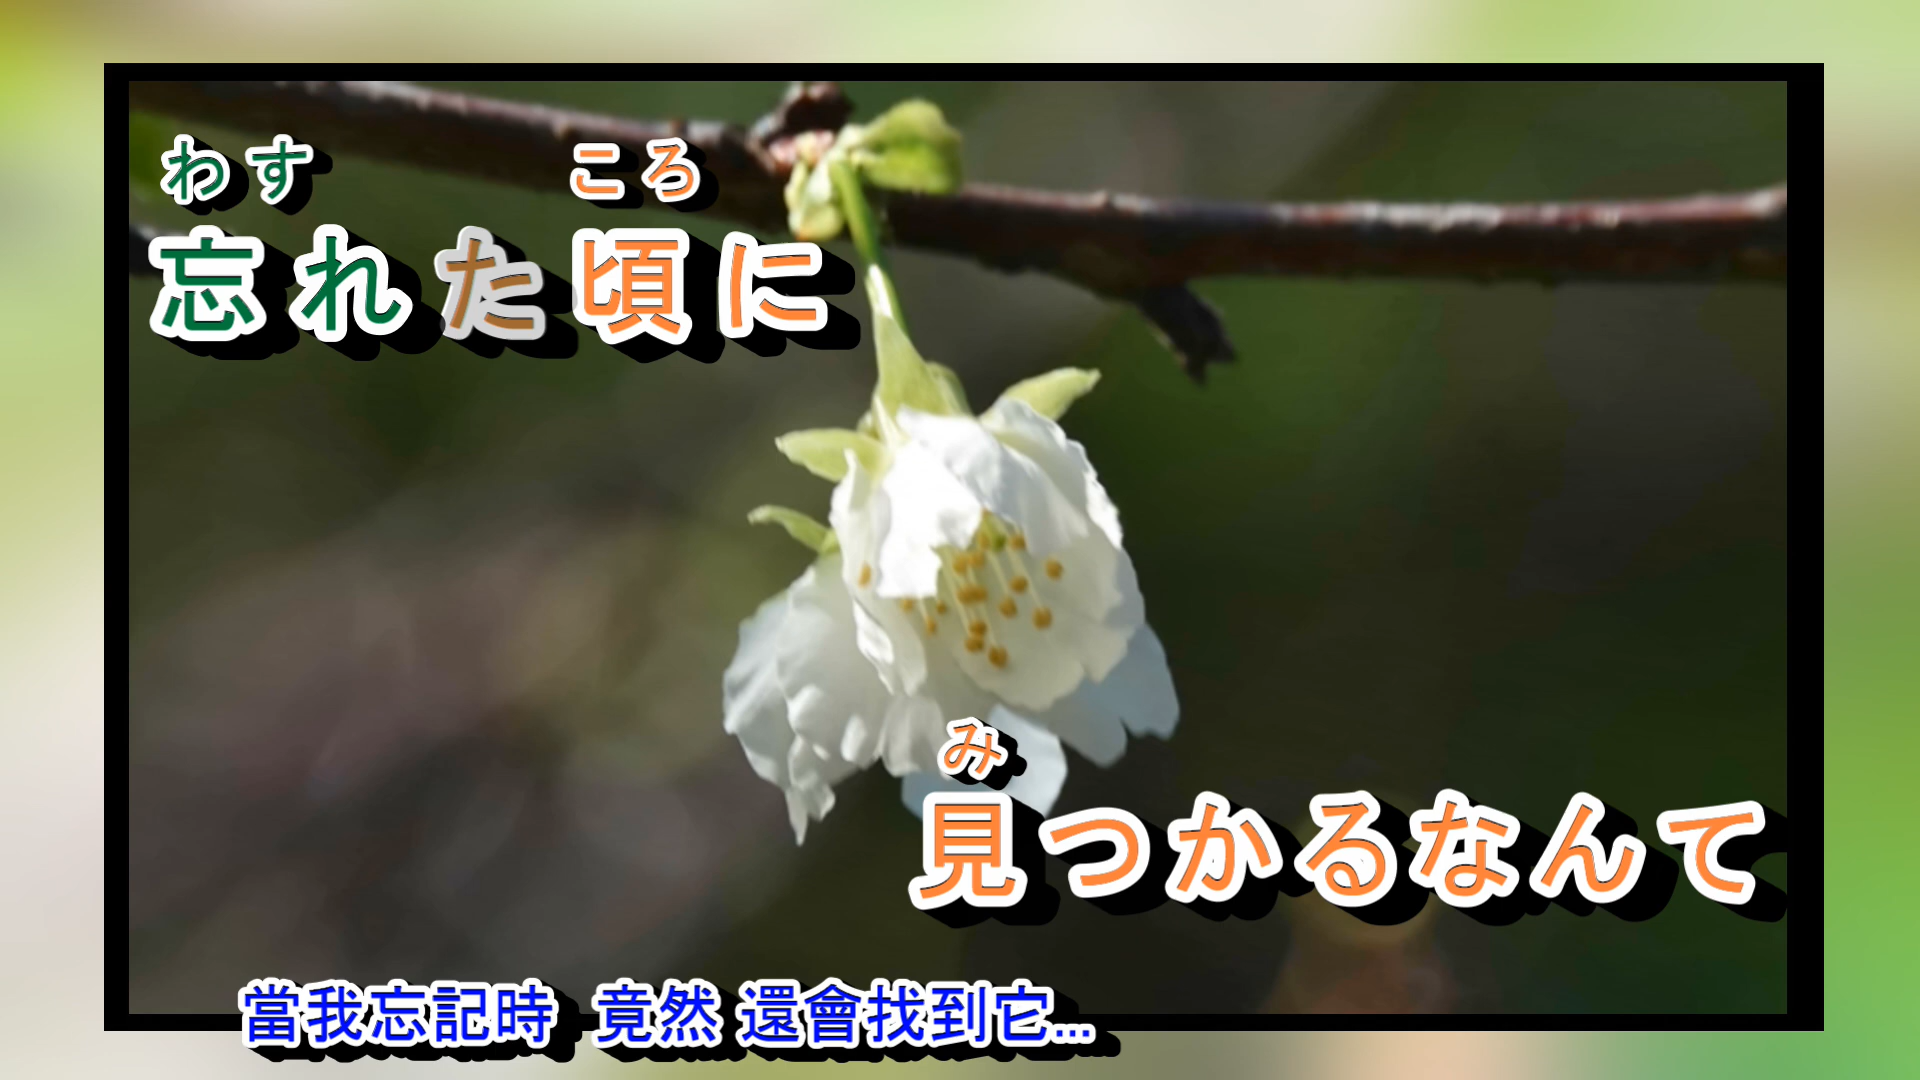 わす ころ
忘れた頃に
み
見つかるなんて
當我忘記時 竟然 還會找到它...